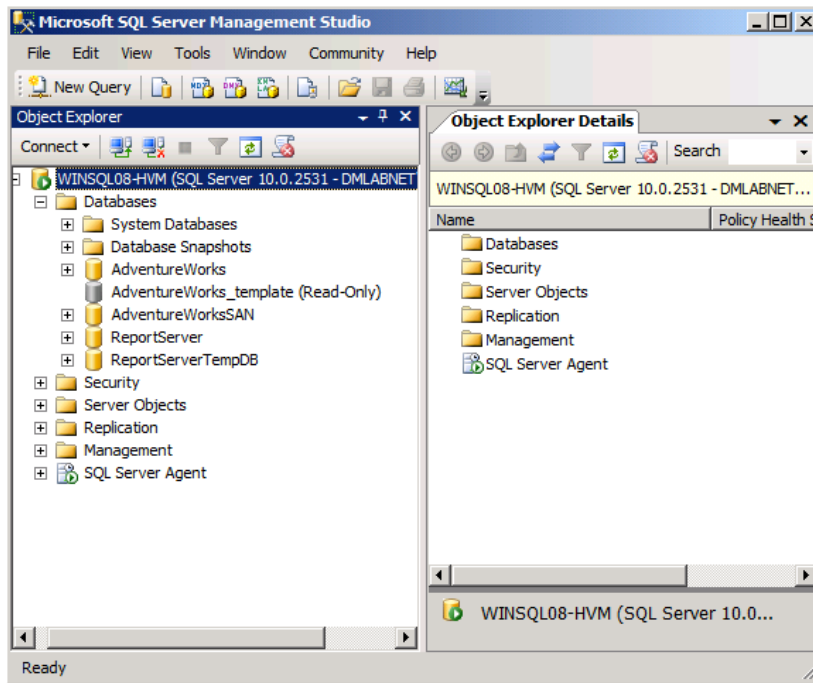 Microsoft SQL Server Management Studio
File Edit View Tools Window Community Help
New Query
Object Explorer
Connect
WINSQL08-HVM (SQL Server 10.0.2531 - DMLABNET
Databases
System Databases
Database Snapshots
AdventureWorks
AdventureWorks_template (Read-Only)
AdventureWorksSAN
ReportServer
ReportServerTempDB
Security
Server Objects
Replication
Management
SQL Server Agent
Object Explorer Details
Search
WINSQL08-HVM (SQL Server 10.0.2531 - DMLABNET...
Name Policy Health S
Databases
Security
Server Objects
Replication
Management
SQL Server Agent
WINSQL08-HVM (SQL Server 10.0...
Ready